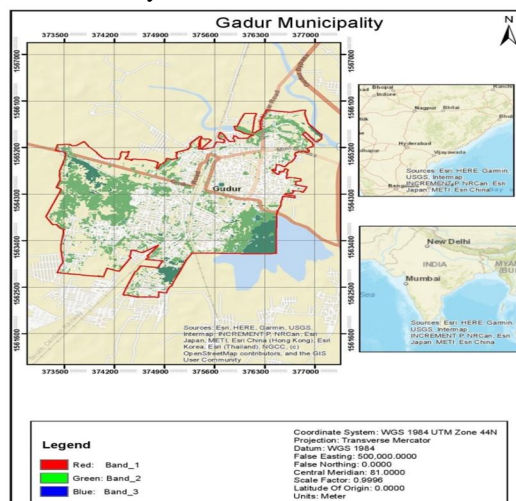 Gadur Municipality
N
373500 374200 374900 375600 376300 377000
1567000
1566100
1565200
1564300
1563400
1562500
1561600
Gudur
Sources: Esri, HERE, Garmin, USGS,
Intermap, INCREMENT P, NRCan, Esri
Japan, METI, Esri China (Hong Kong), Esri
Korea, Esri (Thailand), NGCC, (c)
OpenStreetMap contributors, and the GIS
User Community
373500 374200 374900 375600 376300 377000
Bhopal
Indore
Ranchi
Nagpur Bhilai
Hyderabad
Vijayawada
Sources: Esri, HERE, Garmin,
USGS, Intermap,
INCREMENT P, NRCan, Esri
Japan, METI, Esri China
New Delhi
INDIA
Mumbai
Sources: Esri, HERE, Garmin,
USGS, Intermap,
INCREMENT P, NRCan, Esri
Japan, METI, Esri China
Legend
Red: Band_1
Green: Band_2
Blue: Band_3
Coordinate System: WGS 1984 UTM Zone 44N
Projection: Transverse Mercator
Datum: WGS 1984
False Easting: 500,000.0000
False Northing: 0.0000
Central Meridian: 81.0000
Scale Factor: 0.9996
Latitude Of Origin: 0.0000
Units: Meter